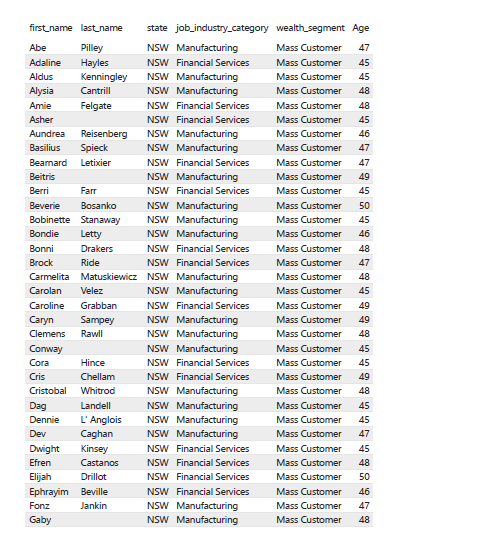 first_name last_name state job_industry_category wealth_segment Age
Abe Pilley NSW Manufacturing Mass Customer 47
Adaline Hayles NSW Financial Services Mass Customer 45
Aldus Kenningley NSW Manufacturing Mass Customer 45
Alysia Cantrill NSW Manufacturing Mass Customer 48
Amie Felgate NSW Financial Services Mass Customer 48
Asher NSW Financial Services Mass Customer 45
Aundrea Reisenberg NSW Manufacturing Mass Customer 46
Basilius Spieck NSW Manufacturing Mass Customer 47
Bearnard Letixier NSW Financial Services Mass Customer 47
Beitris NSW Manufacturing Mass Customer 49
Berri Farr NSW Financial Services Mass Customer 45
Beverie Bosanko NSW Manufacturing Mass Customer 50
Bobinette Stanaway NSW Manufacturing Mass Customer 45
Bondie Letty NSW Manufacturing Mass Customer 46
Bonni Drakers NSW Financial Services Mass Customer 48
Brock Ride NSW Financial Services Mass Customer 47
Carmelita Matuskiewicz NSW Manufacturing Mass Customer 48
Carolan Velez NSW Manufacturing Mass Customer 45
Caroline Grabban NSW Financial Services Mass Customer 49
Caryn Sampey NSW Manufacturing Mass Customer 49
Clemens Rawll NSW Manufacturing Mass Customer 48
Conway NSW Manufacturing Mass Customer 45
Cora Hince NSW Financial Services Mass Customer 45
Cris Chellam NSW Financial Services Mass Customer 49
Cristobal Whitrod NSW Manufacturing Mass Customer 48
Dag Landell NSW Manufacturing Mass Customer 45
Dennie L' Anglois NSW Manufacturing Mass Customer 45
Dev Caghan NSW Manufacturing Mass Customer 47
Dwight Kinsey NSW Financial Services Mass Customer 45
Efren Castanos NSW Financial Services Mass Customer 48
Elijah Drillot NSW Financial Services Mass Customer 50
Ephrayim Beville NSW Financial Services Mass Customer 46
Fonz Jankin NSW Manufacturing Mass Customer 47
Gaby NSW Manufacturing Mass Customer 48